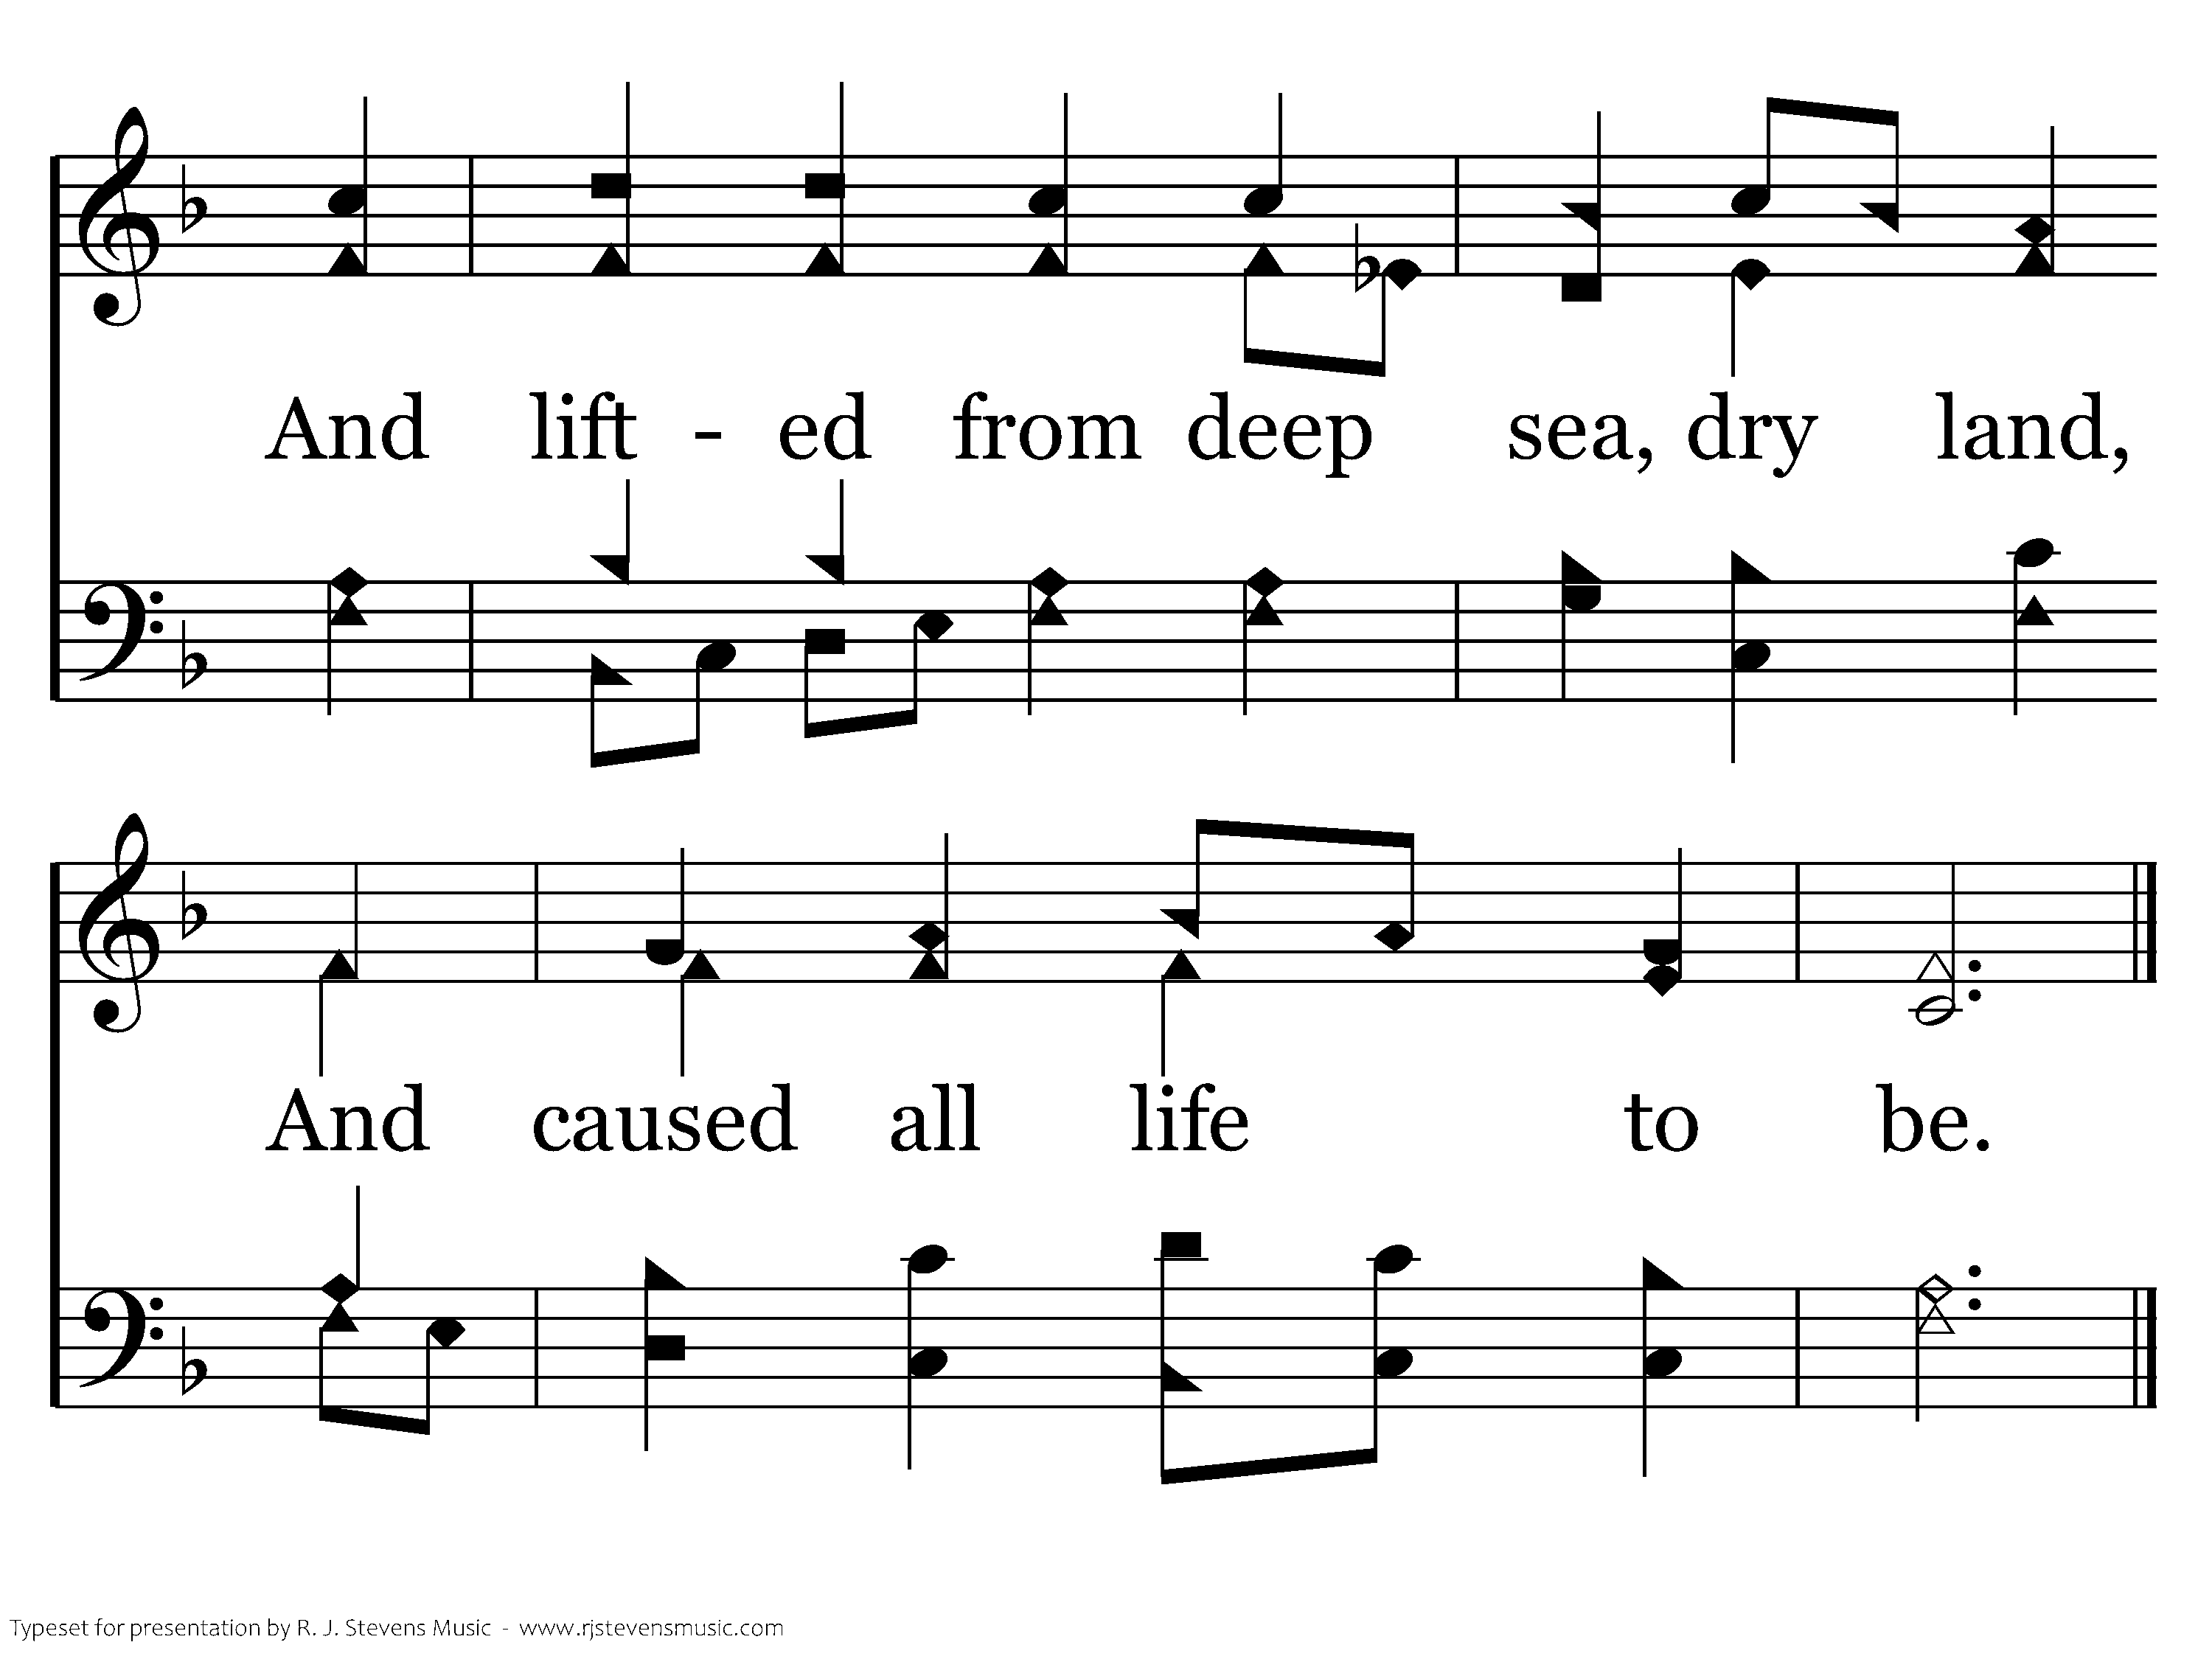 And lift - ed from deep sea, dry land,
And caused all life to be.
Typeset for presentation by R. J. Stevens Music - www.rjstevensmusic.com